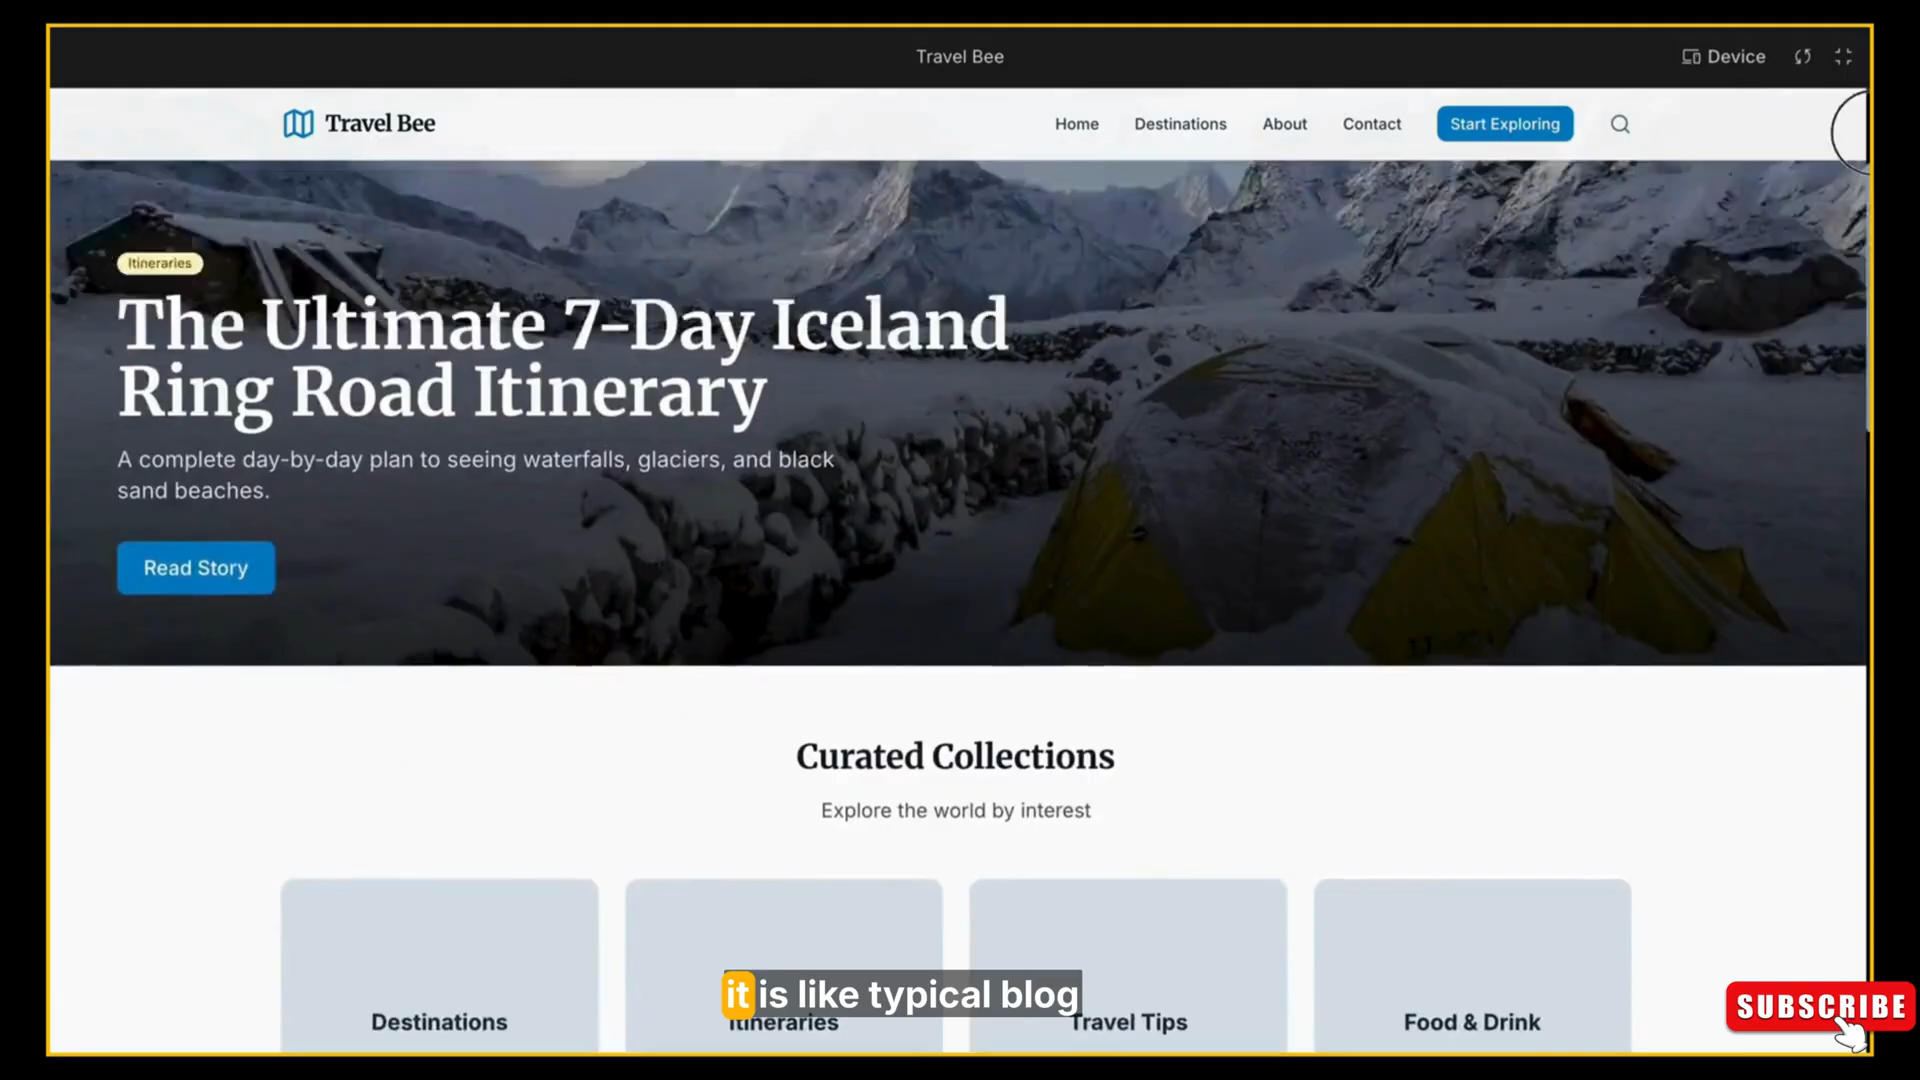 Travel Bee
Device
Travel Bee
Home Destinations About Contact Start Exploring
Itineraries
The Ultimate 7-Day Iceland
Ring Road Itinerary
A complete day-by-day plan to seeing waterfalls, glaciers, and black
sand beaches.
Read Story
Curated Collections
Explore the world by interest
Destinations
Itineraries
Travel Tips
Food & Drink
it is like typical blog
SUBSCRIBE